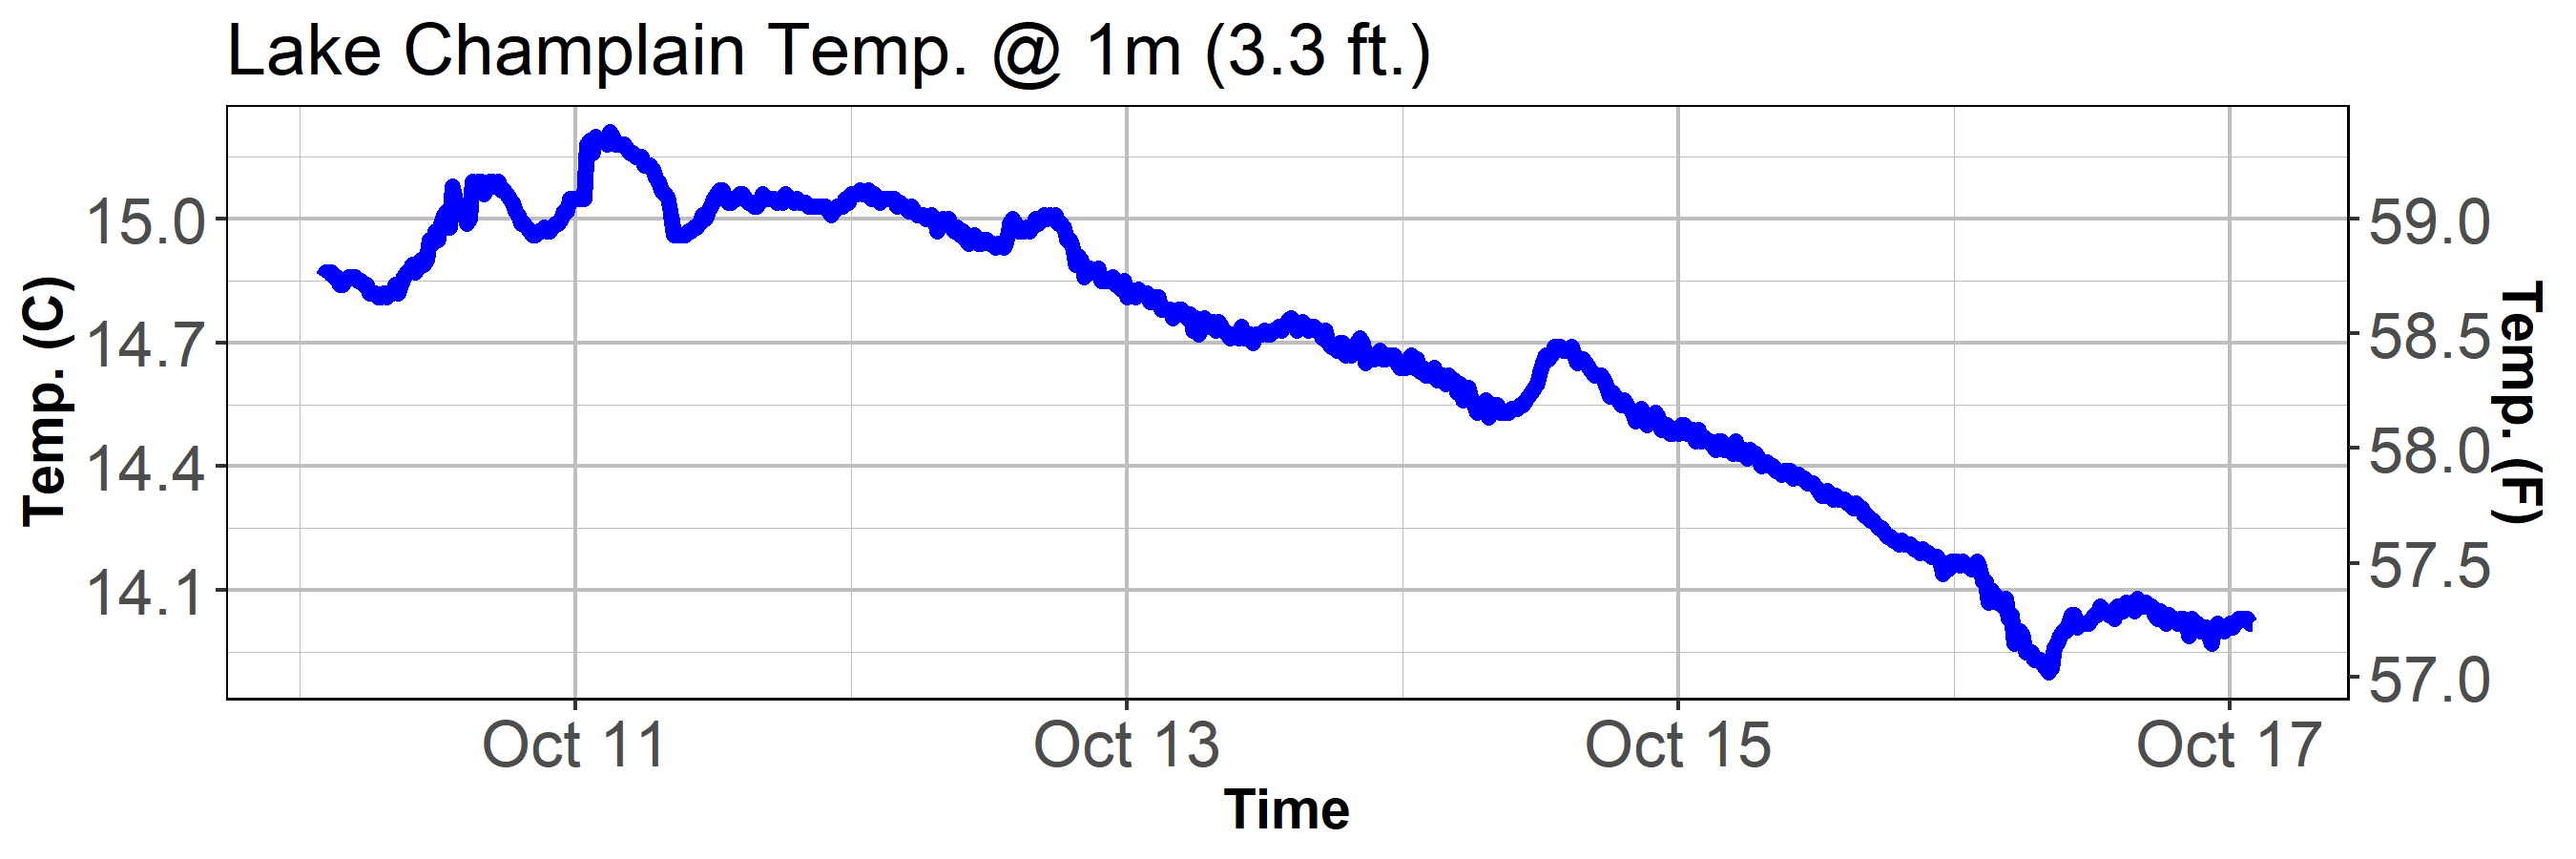 Lake Champlain Temp. @ 1m (3.3 ft.)
Temp. (C)
15.0
14.7
14.4
14.1
59.0
58.5
58.0
57.5
57.0
Temp. (F)
Oct 11
Oct 13
Oct 15
Oct 17
Time